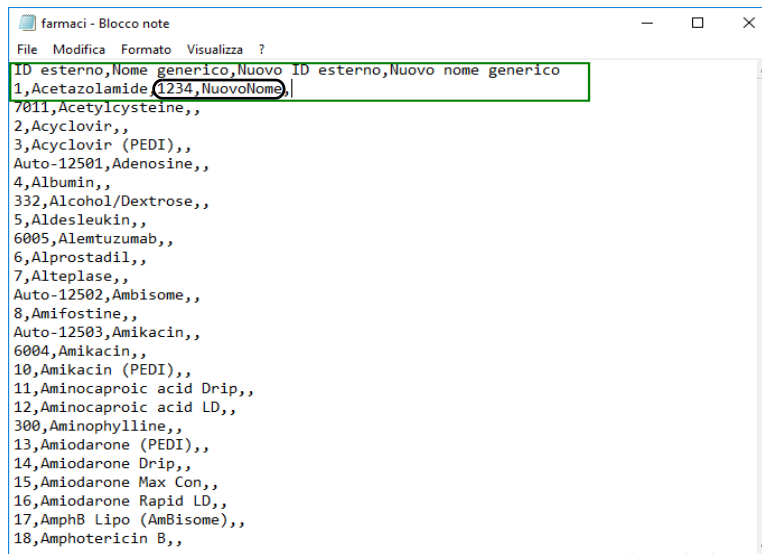 farmaci - Blocco note
File Modifica Formato Visualizza ?
ID esterno,Nome generico,Nuovo ID esterno,Nuovo nome generico
1,Acetazolamide,1234,NuovoNome,
7011,Acetylcysteine,,
2,Acyclovir,,
3,Acyclovir (PEDI),,
Auto-12501,Adenosine,,
4,Albumin,,
332,Alcohol/Dextrose,,
5,Aldesleukin,,
6005,Alemtuzumab,,
6,Alprostadil,,
7,Alteplase,,
Auto-12502,Ambisome,,
8,Amifostine,,
Auto-12503,Amikacin,,
6004,Amikacin,,
10,Amikacin (PEDI),,
11,Aminocaproic acid Drip,,
12,Aminocaproic acid LD,,
300,Aminophylline,,
13,Amiodarone (PEDI),,
14,Amiodarone Drip,,
15,Amiodarone Max Con,,
16,Amiodarone Rapid LD,,
17,AmphB Lipo (AmBisome),,
18,Amphotericin B,,